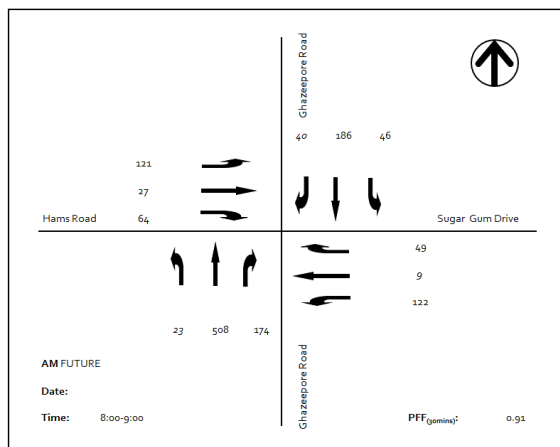 Ghazeepore Road
40 186 46
121
27
64
Hams Road
Sugar Gum Drive
49
9
122
23 508 174
Ghazeepore Road
AM FUTURE
Date:
Time: 8:00-9:00
PFF(30mins): 0.91